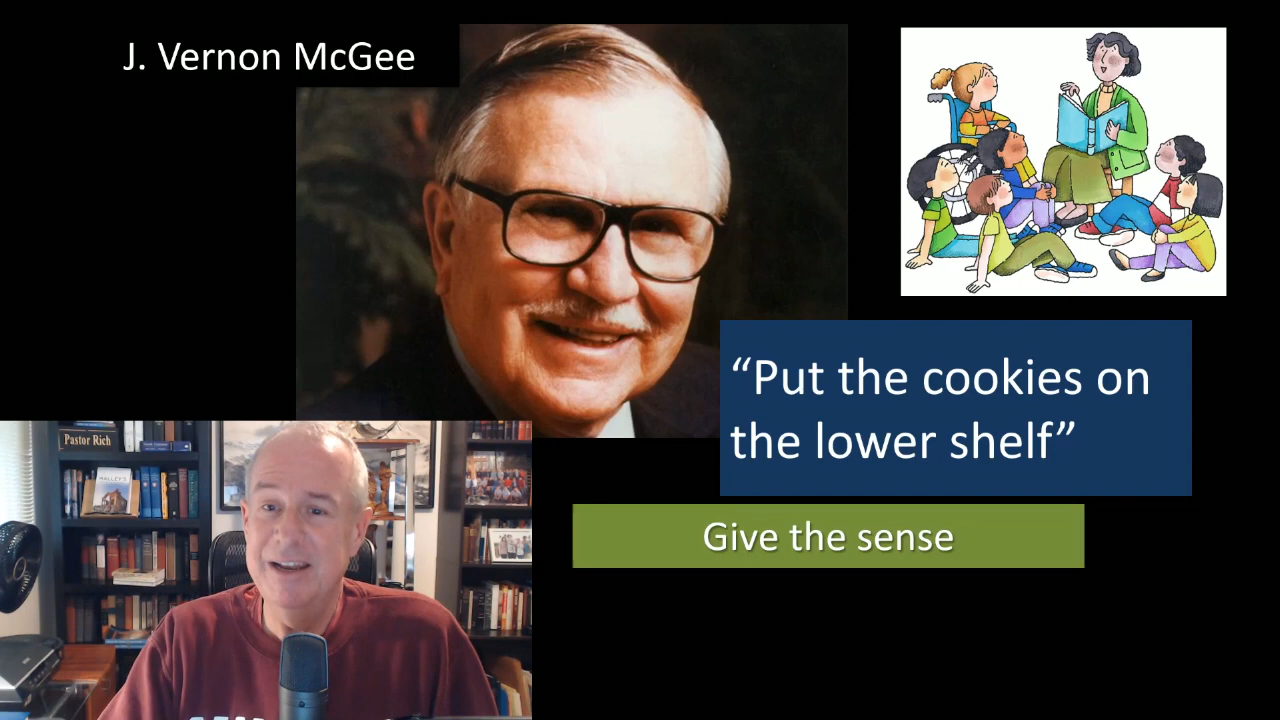 J. Vernon McGee
“Put the cookies on
the lower shelf”
Give the sense
Pastor Rich
HALLEY'S